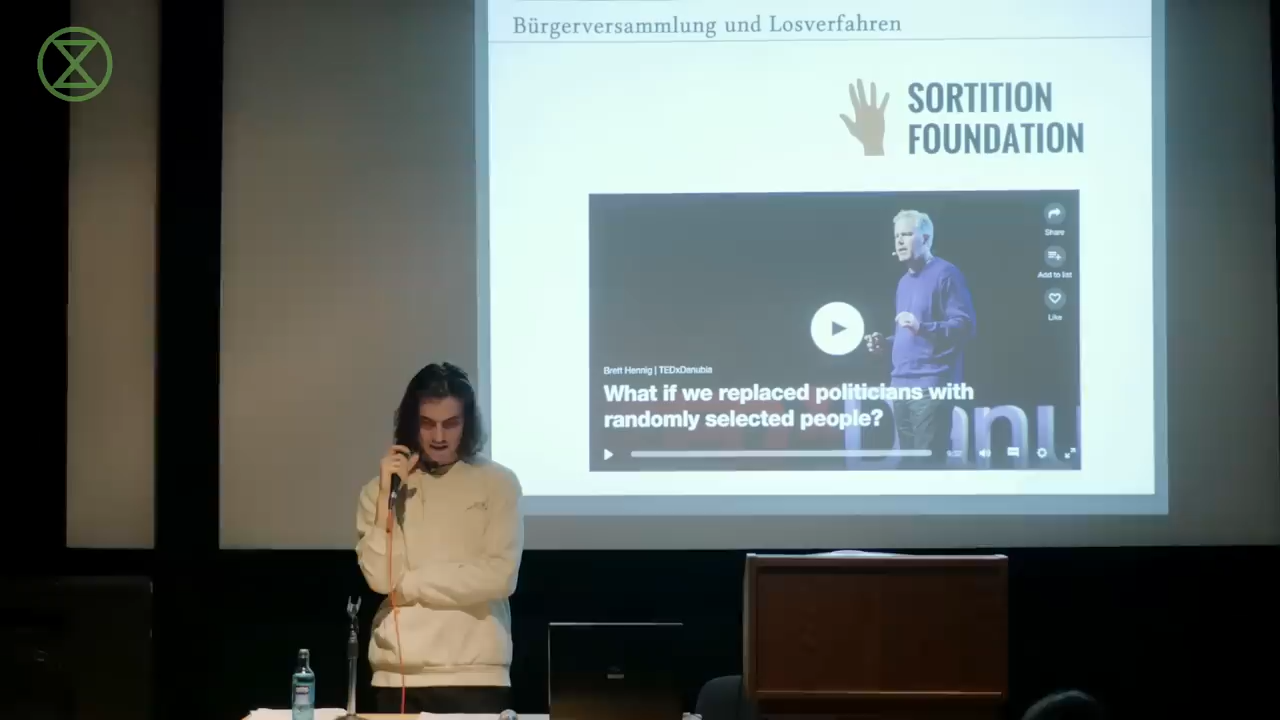 Bürgerversammlung und Losverfahren
SORTITION
FOUNDATION
Share
Add to list
Like
Brett Hennig | TEDxDanubia
What if we replaced politicians with
randomly selected people?
Danu